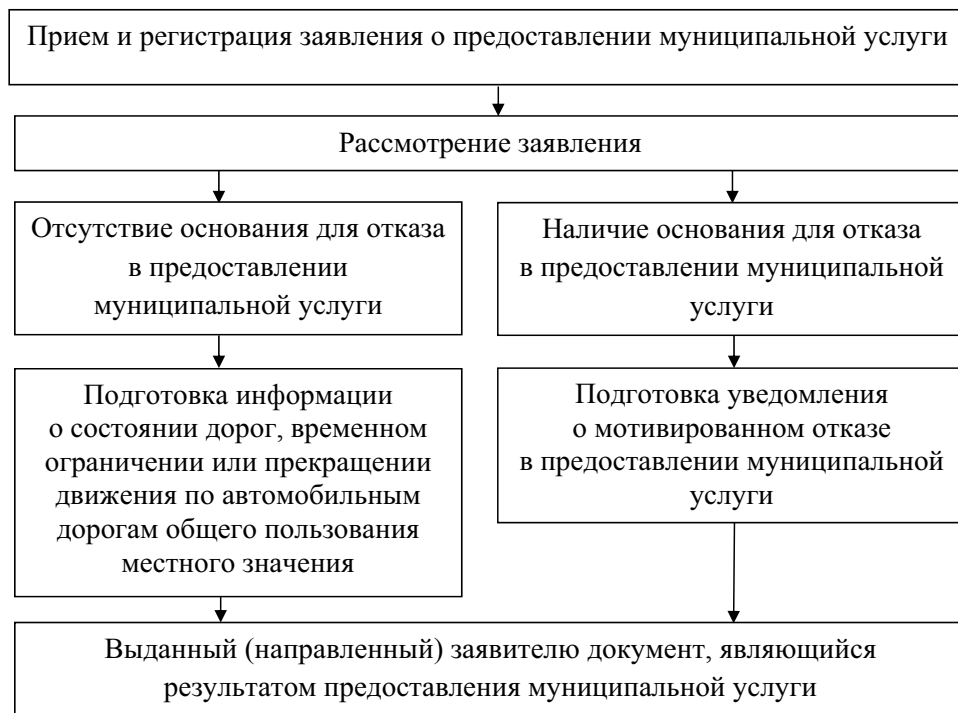 Прием и регистрация заявления о предоставлении муниципальной услуги
Рассмотрение заявления
Отсутствие основания для отказа
в предоставлении
муниципальной услуги
Наличие основания для отказа
в предоставлении муниципальной
услуги
Подготовка информации
о состоянии дорог, временном
ограничении или прекращении
движения по автомобильным
дорогам общего пользования
местного значения
Подготовка уведомления
о мотивированном отказе
в предоставлении муниципальной
услуги
Выданный (направленный) заявителю документ, являющийся
результатом предоставления муниципальной услуги